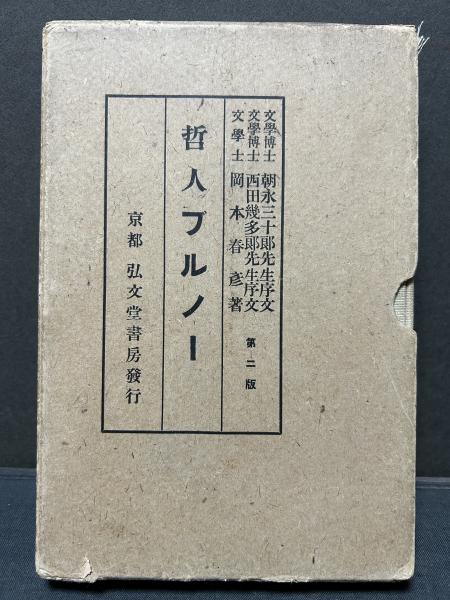 文學博士 朝永三十郞先生序文
文學博士 西田幾多郞先生序文
文學士 岡本春彦著
第二版
哲人ブルノー
京都 弘文堂書房發行